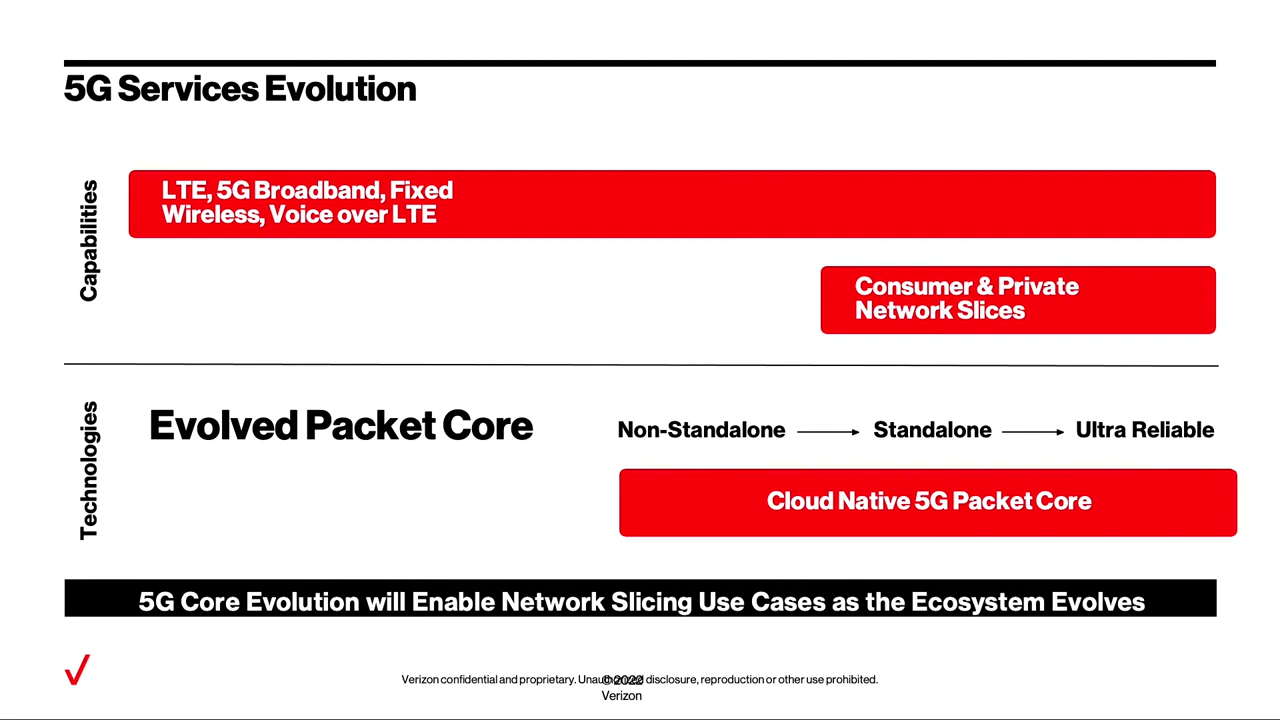 5G Services Evolution
Capabilities
LTE, 5G Broadband, Fixed
Wireless, Voice over LTE
Consumer & Private
Network Slices
Technologies
Evolved Packet Core
Non-Standalone
Standalone
Ultra Reliable
Cloud Native 5G Packet Core
5G Core Evolution will Enable Network Slicing Use Cases as the Ecosystem Evolves
Verizon confidential and proprietary. Unauthorized disclosure, reproduction or other use prohibited.
© 2022
Verizon